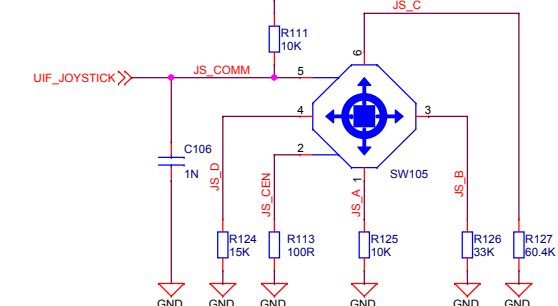 JS_C
R111
10K
6
UIF_JOYSTICK
JS_COMM
5
4
3
C106
1N
2
SW105
JS_D
JS_CEN
JS_A
1
JS_B
R124
15K
R113
100R
R125
10K
R126
33K
R127
60.4K
GND
GND
GND
GND
GND
GND